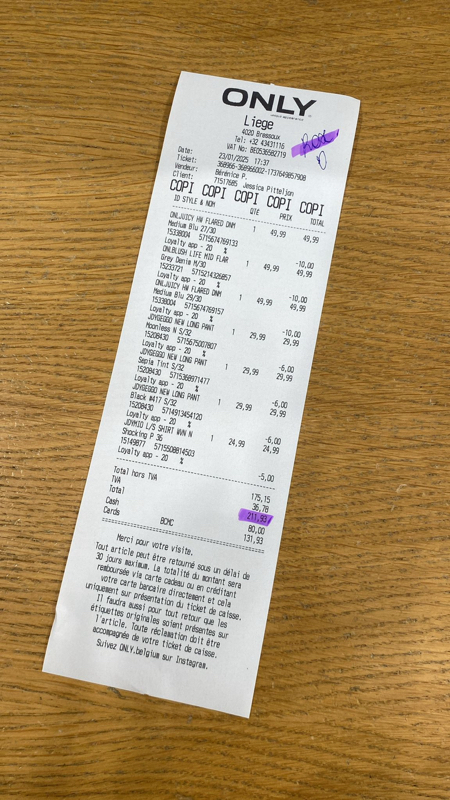 ONLY
Liege
4020 Bressoux
Tel: +32 43431116
VAT No: BE0536582719
Rose
D
Date: 23/01/2025 17:37
Ticket: 368966-368966002-1737649857908
Vendeur: Bérénice P.
Client: 71517685 Jessica Pitteljon
COPI COPI COPI COPI COPI
ID STYLE & NOM QTE PRIX TOTAL
ONLJUICY HW FLARED DNM 1 49,99 49,99
Medium Blu 27/30
15338004 5715674769133
Loyalty app - 20 % -10,00
ONLBLUSH LIFE MID FLAR 1 49,99 49,99
Grey Denim M/30
15233721 5715214326857
Loyalty app - 20 % -10,00
ONLJUICY HW FLARED DNM 1 49,99 49,99
Medium Blu 29/30
15338004 5715674769157
Loyalty app - 20 % -10,00
JDYGEGGO NEW LONG PANT 1 29,99 29,99
Moonless N S/32
15208430 5715675007807
Loyalty app - 20 % -6,00
JDYGEGGO NEW LONG PANT 1 29,99 29,99
Sepia Tint S/32
15208430 5715368971477
Loyalty app - 20 % -6,00
JDYGEGGO NEW LONG PANT 1 29,99 29,99
Black #417 S/32
15208430 5714913454120
Loyalty app - 20 % -6,00
JDYMIO L/S SHIRT WVN N 1 24,99 24,99
Shocking P 36
15149877 5715508814503
Loyalty app - 20 % -5,00
Total hors TVA 175,15
TVA 36,78
Total 211,93
Cash 80,00
Cards 131,93
BCMC
Merci pour votre visite.
Tout article peut être retourné sous un délai de
30 jours maximum. La totalité du montant sera
remboursée via carte cadeau ou en créditant
votre carte bancaire directement et cela
uniquement sur présentation du ticket de caisse.
Il faudra aussi pour tout retour que les
étiquettes originales soient présentes sur
l'article. Toute réclamation doit être
accompagnée de votre ticket de caisse.
Suivez ONLY.belgium sur Instagram.